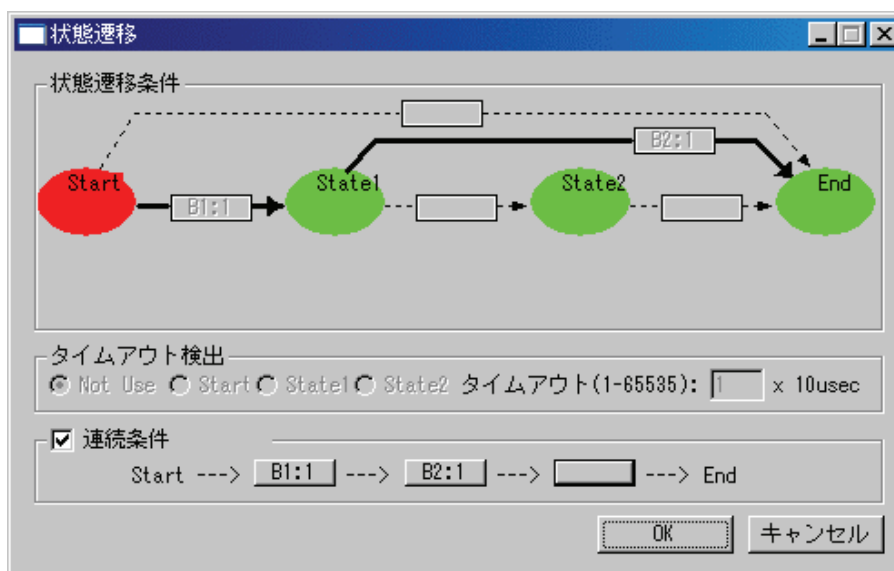 状態遷移
状態遷移条件
B2:1
Start State1 State2 End
B1:1
タイムアウト検出
Not Use Start State1 State2 タイムアウト(1-65535): 1 x 10usec
連続条件
Start ---> B1:1 ---> B2:1 ---> ---> End
OK キャンセル